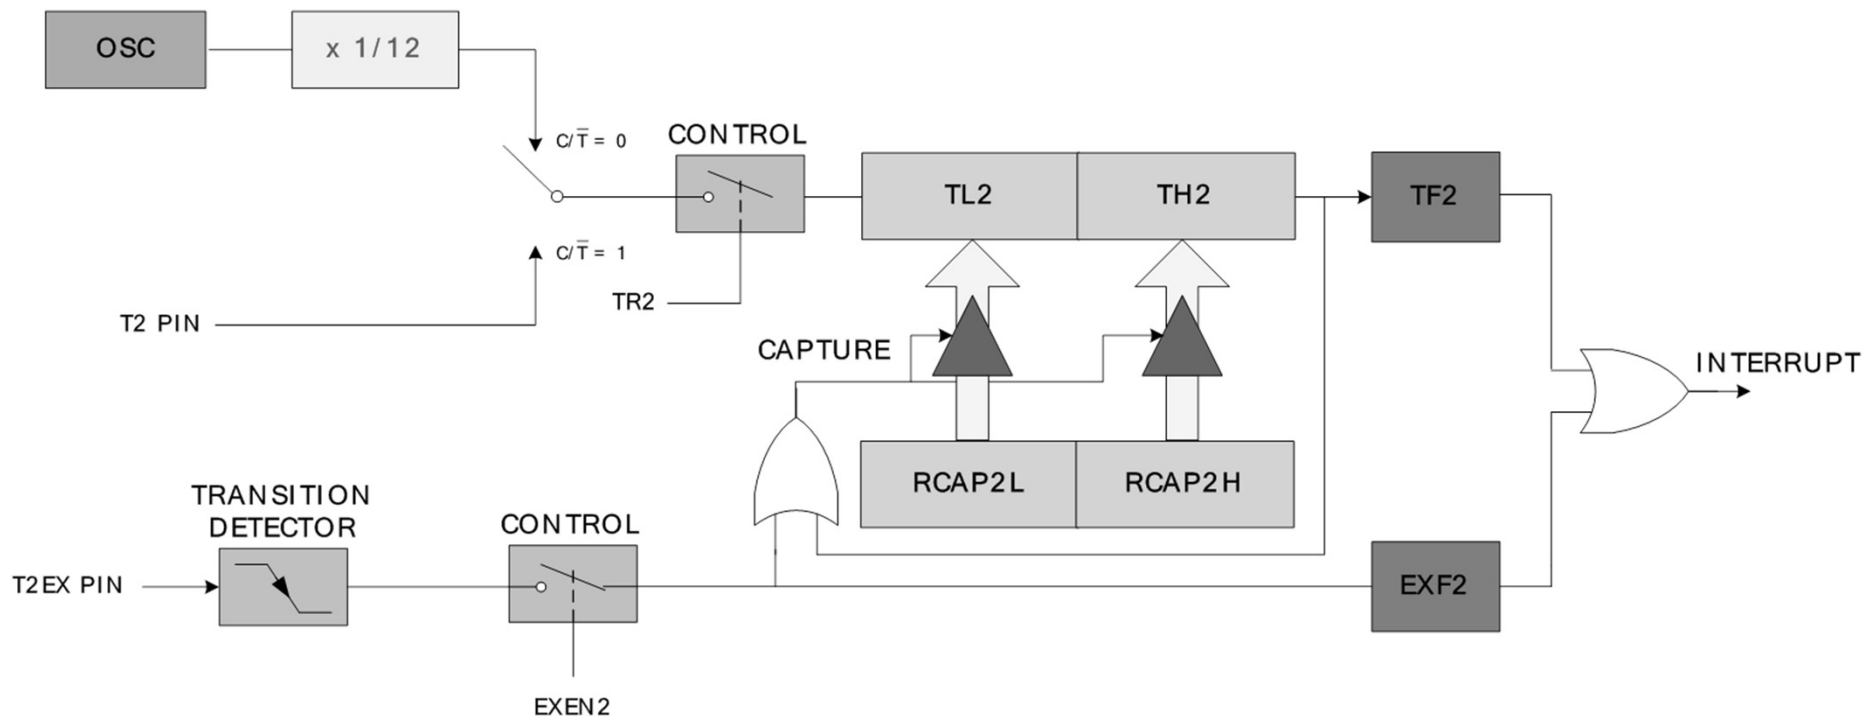 OSC
x 1/12
C/T̅ = 0
CONTROL
TL2
TH2
TF2
C/T̅ = 1
TR2
T2 PIN
CAPTURE
INTERRUPT
RCAP2L
RCAP2H
TRANSITION
DETECTOR
CONTROL
T2EX PIN
EXF2
EXEN2